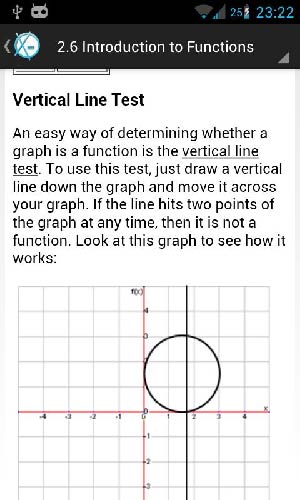 25 23:22
X-
2.6 Introduction to Functions
Vertical Line Test
An easy way of determining whether a
graph is a function is the vertical line
test. To use this test, just draw a vertical
line down the graph and move it across
your graph. If the line hits two points of
the graph at any time, then it is not a
function. Look at this graph to see how it
works:
f(x)
4
3
2
1
-4 -3 -2 -1 0 1 2 3 4 x
-1
-2
-3